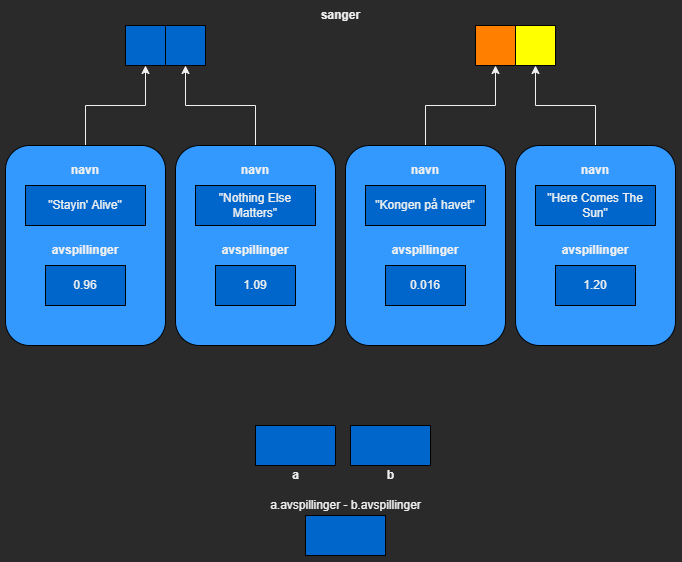 sanger
navn
"Stayin' Alive"
avspillinger
0.96
navn
"Nothing Else
Matters"
avspillinger
1.09
navn
"Kongen på havet"
avspillinger
0.016
navn
"Here Comes The
Sun"
avspillinger
1.20
a
b
a.avspillinger - b.avspillinger